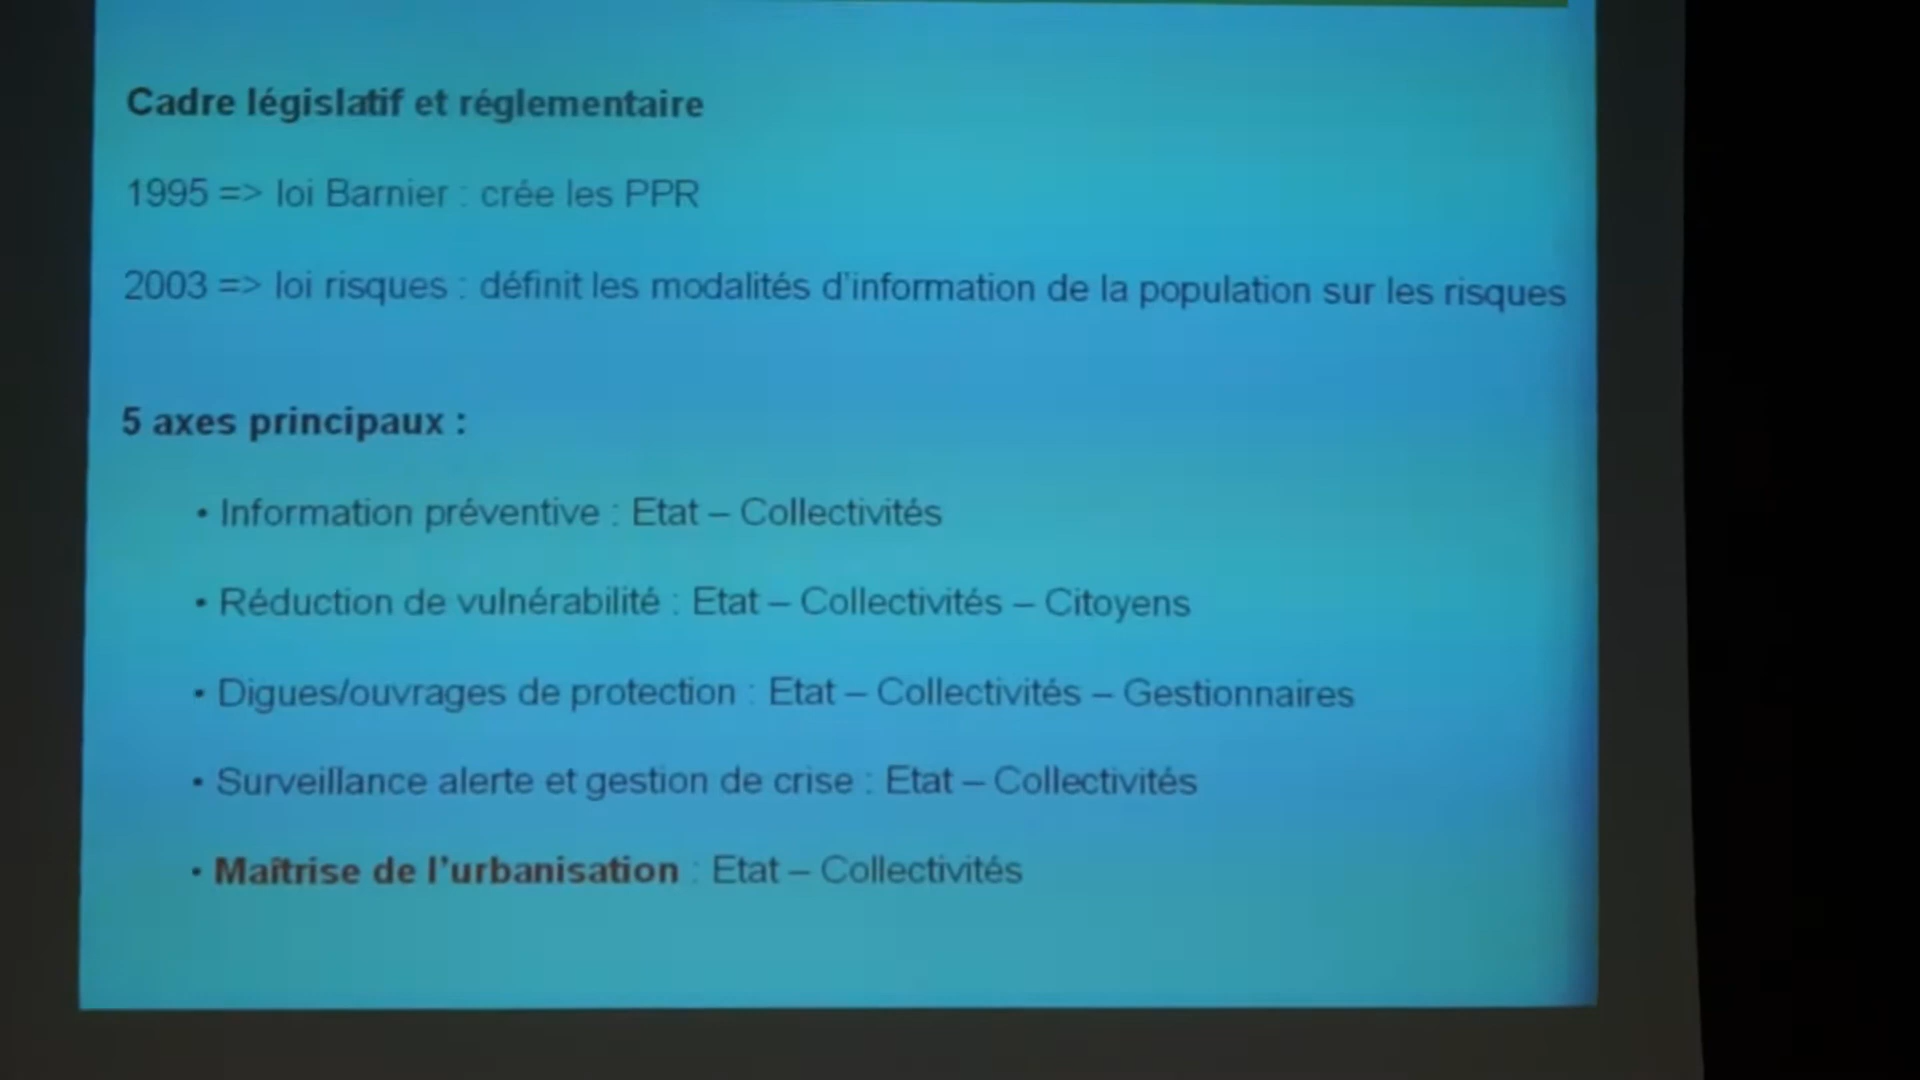 Cadre législatif et réglementaire
1995 => loi Barnier : crée les PPR
2003 => loi risques : définit les modalités d'information de la population sur les risques
5 axes principaux :
• Information préventive : Etat – Collectivités
• Réduction de vulnérabilité : Etat – Collectivités – Citoyens
• Digues/ouvrages de protection : Etat – Collectivités – Gestionnaires
• Surveillance alerte et gestion de crise : Etat – Collectivités
• Maîtrise de l'urbanisation : Etat – Collectivités